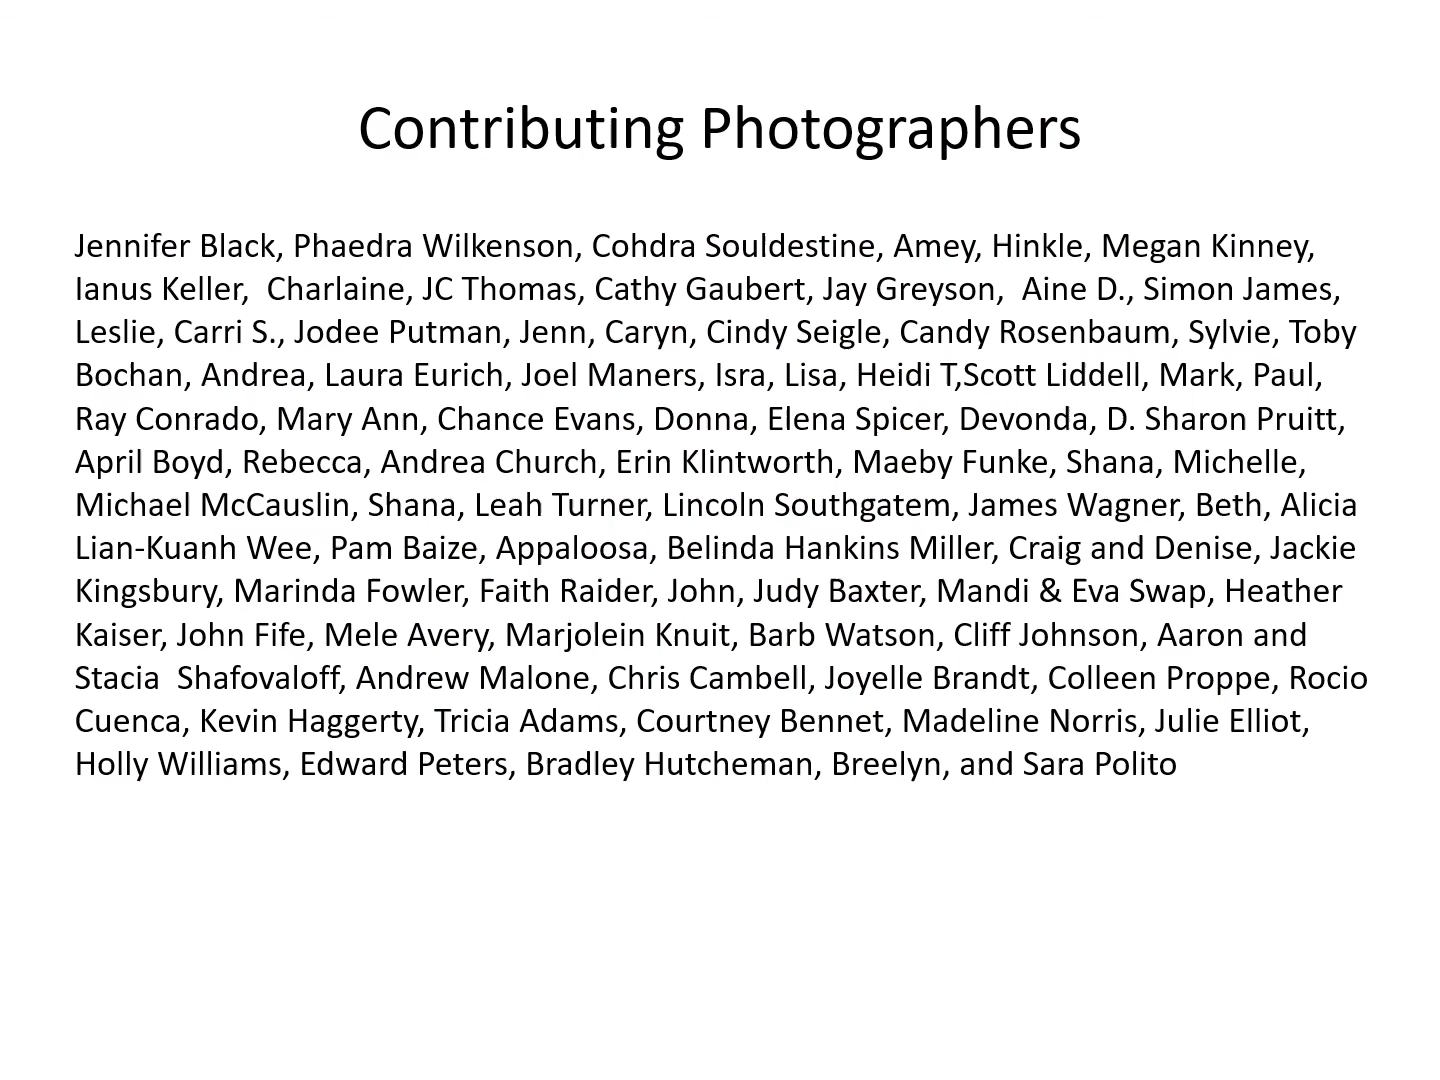 Contributing Photographers
Jennifer Black, Phaedra Wilkenson, Cohdra Souldestine, Amey, Hinkle, Megan Kinney,
Ianus Keller,  Charlaine, JC Thomas, Cathy Gaubert, Jay Greyson,  Aine D., Simon James,
Leslie, Carri S., Jodee Putman, Jenn, Caryn, Cindy Seigle, Candy Rosenbaum, Sylvie, Toby
Bochan, Andrea, Laura Eurich, Joel Maners, Isra, Lisa, Heidi T,Scott Liddell, Mark, Paul,
Ray Conrado, Mary Ann, Chance Evans, Donna, Elena Spicer, Devonda, D. Sharon Pruitt,
April Boyd, Rebecca, Andrea Church, Erin Klintworth, Maeby Funke, Shana, Michelle,
Michael McCauslin, Shana, Leah Turner, Lincoln Southgatem, James Wagner, Beth, Alicia
Lian-Kuanh Wee, Pam Baize, Appaloosa, Belinda Hankins Miller, Craig and Denise, Jackie
Kingsbury, Marinda Fowler, Faith Raider, John, Judy Baxter, Mandi & Eva Swap, Heather
Kaiser, John Fife, Mele Avery, Marjolein Knuit, Barb Watson, Cliff Johnson, Aaron and
Stacia  Shafovaloff, Andrew Malone, Chris Cambell, Joyelle Brandt, Colleen Proppe, Rocio
Cuenca, Kevin Haggerty, Tricia Adams, Courtney Bennet, Madeline Norris, Julie Elliot,
Holly Williams, Edward Peters, Bradley Hutcheman, Breelyn, and Sara Polito